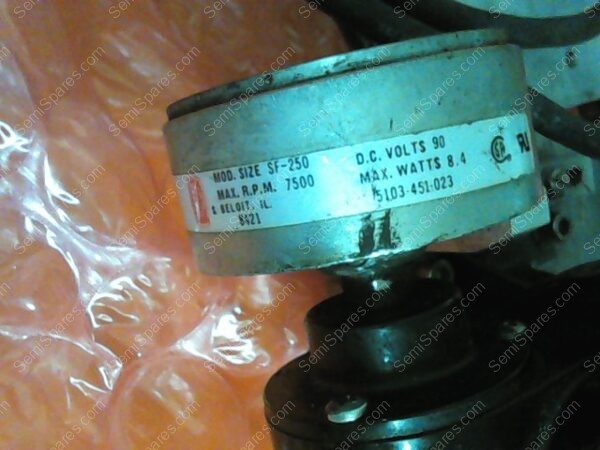 MOD. SIZE SF-250
MAX. R.P.M. 7500
S. BELOIT, IL.
8421
D.C. VOLTS 90
MAX. WATTS 8.4
5103-451-023
SemiSpares.com